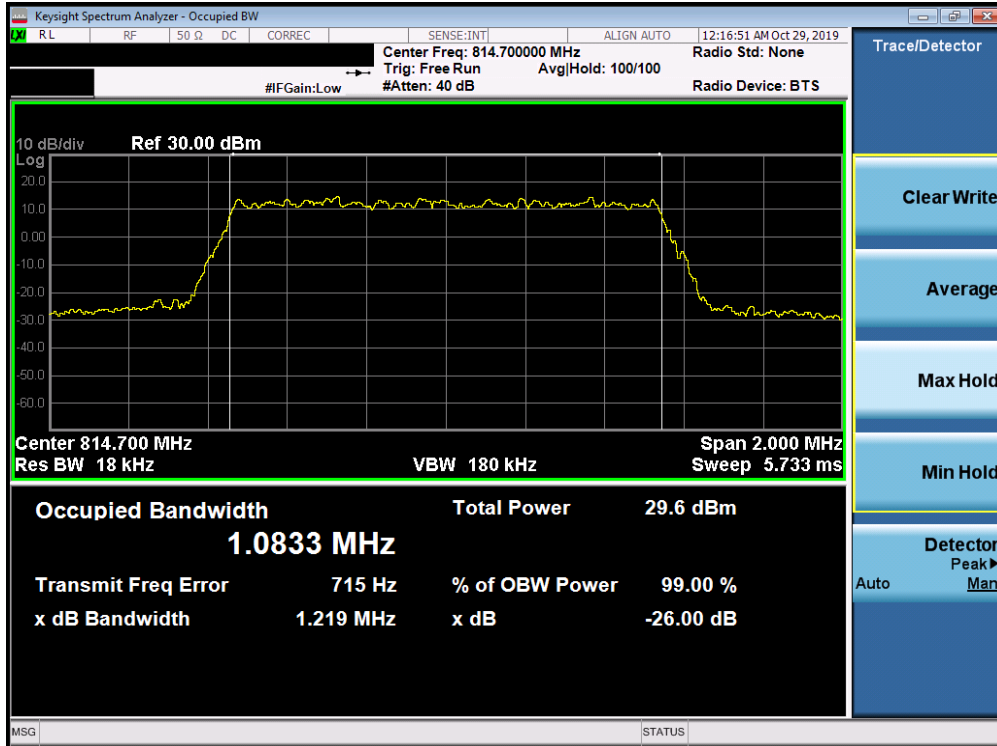 Keysight Spectrum Analyzer - Occupied BW
LXI RL RF 50 Ω DC CORREC SENSE:INT ALIGN AUTO 12:16:51 AM Oct 29, 2019
Center Freq: 814.700000 MHz Radio Std: None
Trig: Free Run Avg|Hold: 100/100
#IFGain:Low #Atten: 40 dB Radio Device: BTS
10 dB/div Ref 30.00 dBm
Log
20.0
10.0
0.00
-10.0
-20.0
-30.0
-40.0
-50.0
-60.0
Center 814.700 MHz Span 2.000 MHz
Res BW 18 kHz VBW 180 kHz Sweep 5.733 ms
Occupied Bandwidth Total Power 29.6 dBm
1.0833 MHz
Transmit Freq Error 715 Hz % of OBW Power 99.00 %
x dB Bandwidth 1.219 MHz x dB -26.00 dB
MSG STATUS
Trace/Detector
Clear Write
Average
Max Hold
Min Hold
Detector
Peak▶
Auto Man